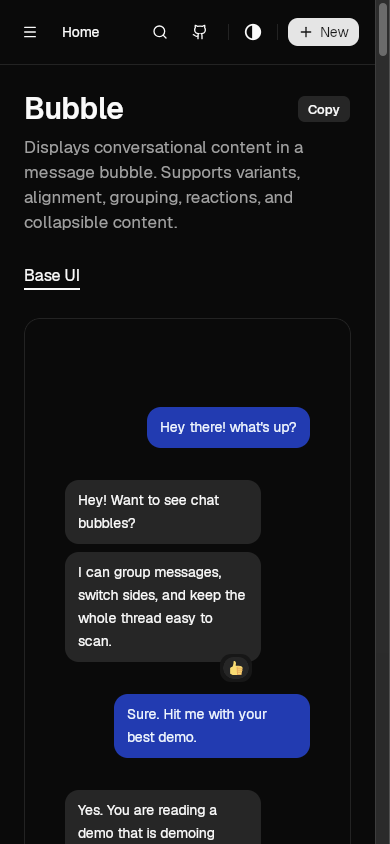 Home
New
Bubble
Copy
Displays conversational content in a
message bubble. Supports variants,
alignment, grouping, reactions, and
collapsible content.
Base UI
Hey there! what's up?
Hey! Want to see chat
bubbles?
I can group messages,
switch sides, and keep the
whole thread easy to
scan.
Sure. Hit me with your
best demo.
Yes. You are reading a
demo that is demoing